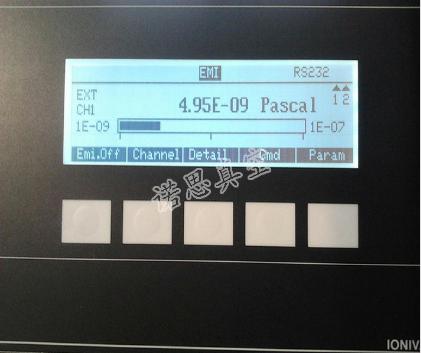 EMI RS232
EXT
CH1 4.95E-09 Pascal 1 2
1E-09 1E-07
Emi.Off Channel Detail Cmd Param
诺思真空
IONIV